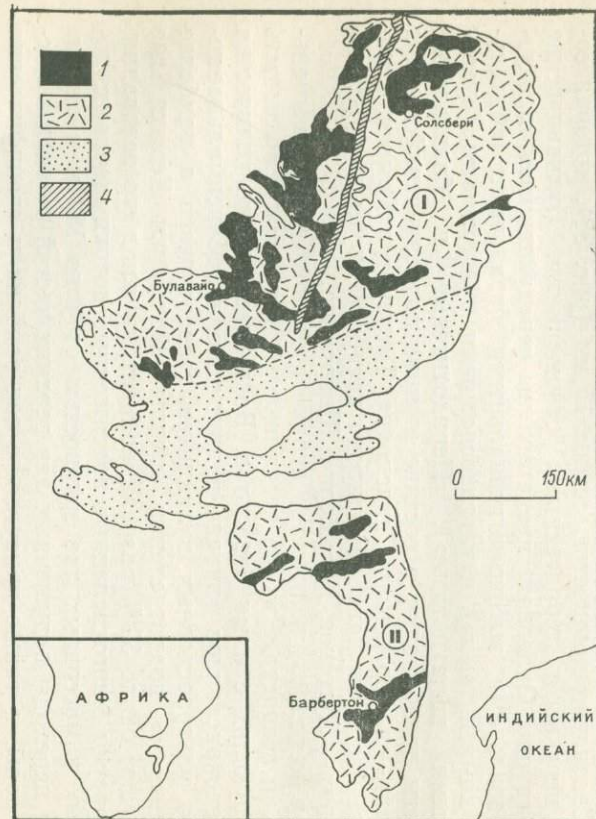 1
2
3
4
Солсбери
I
Булавайо
0 150км
II
Барбертон
АФРИКА
ИНДИЙСКИЙ
ОКЕАН